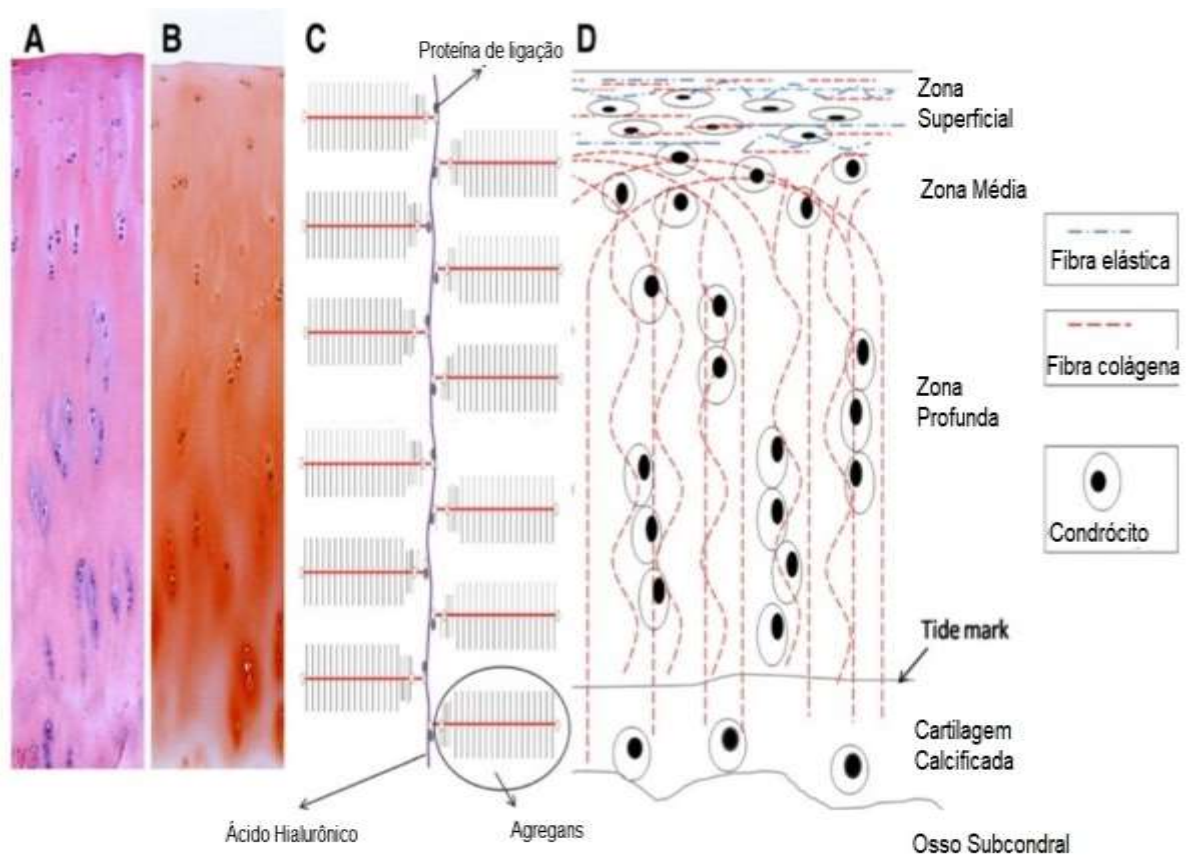 A
B
C
Proteína de ligação
D
Zona
Superficial
Zona Média
Fibra elástica
Fibra colágena
Zona
Profunda
Condrócito
Tide mark
Cartilagem
Calcificada
Ácido Hialurônico
Agregans
Osso Subcondral